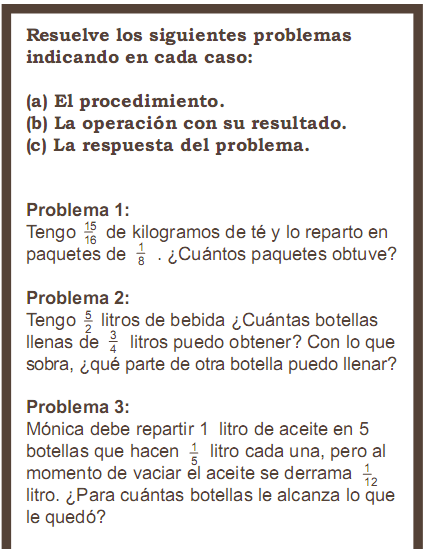 Resuelve los siguientes problemas
indicando en cada caso:
(a) El procedimiento.
(b) La operación con su resultado.
(c) La respuesta del problema.
Problema 1:
Tengo 15/16 de kilogramos de té y lo reparto en
paquetes de 1/8 . ¿Cuántos paquetes obtuve?
Problema 2:
Tengo 5/2 litros de bebida ¿Cuántas botellas
llenas de 3/4 litros puedo obtener? Con lo que
sobra, ¿qué parte de otra botella puedo llenar?
Problema 3:
Mónica debe repartir 1 litro de aceite en 5
botellas que hacen 1/5 litro cada una, pero al
momento de vaciar el aceite se derrama 1/12
litro. ¿Para cuántas botellas le alcanza lo que
le quedó?